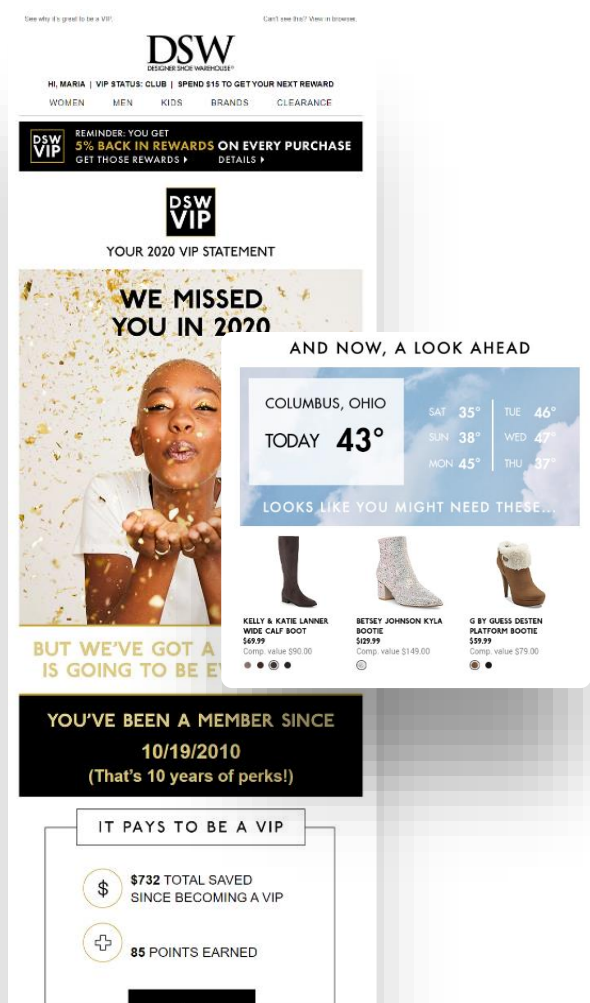 See why it's great to be a VIP.
Can't see this? View in browser.
DSW
DESIGNER SHOE WAREHOUSE®
HI, MARIA | VIP STATUS: CLUB | SPEND $15 TO GET YOUR NEXT REWARD
WOMEN MEN KIDS BRANDS CLEARANCE
DSW
VIP
REMINDER: YOU GET
5% BACK IN REWARDS ON EVERY PURCHASE
GET THOSE REWARDS DETAILS
DSW
VIP
YOUR 2020 VIP STATEMENT
WE MISSED
YOU IN 2020
AND NOW, A LOOK AHEAD
COLUMBUS, OHIO
TODAY 43°
SAT 35° TUE 46°
SUN 38° WED 47°
MON 45° THU 37°
LOOKS LIKE YOU MIGHT NEED THESE...
KELLY & KATIE LANNER
WIDE CALF BOOT
$69.99
Comp. value $90.00
BETSEY JOHNSON KYLA
BOOTIE
$129.99
Comp. value $149.00
G BY GUESS DESTEN
PLATFORM BOOTIE
$59.99
Comp. value $79.00
BUT WE'VE GOT A
IS GOING TO BE
YOU'VE BEEN A MEMBER SINCE
10/19/2010
(That's 10 years of perks!)
IT PAYS TO BE A VIP
$
$732 TOTAL SAVED
SINCE BECOMING A VIP
85 POINTS EARNED